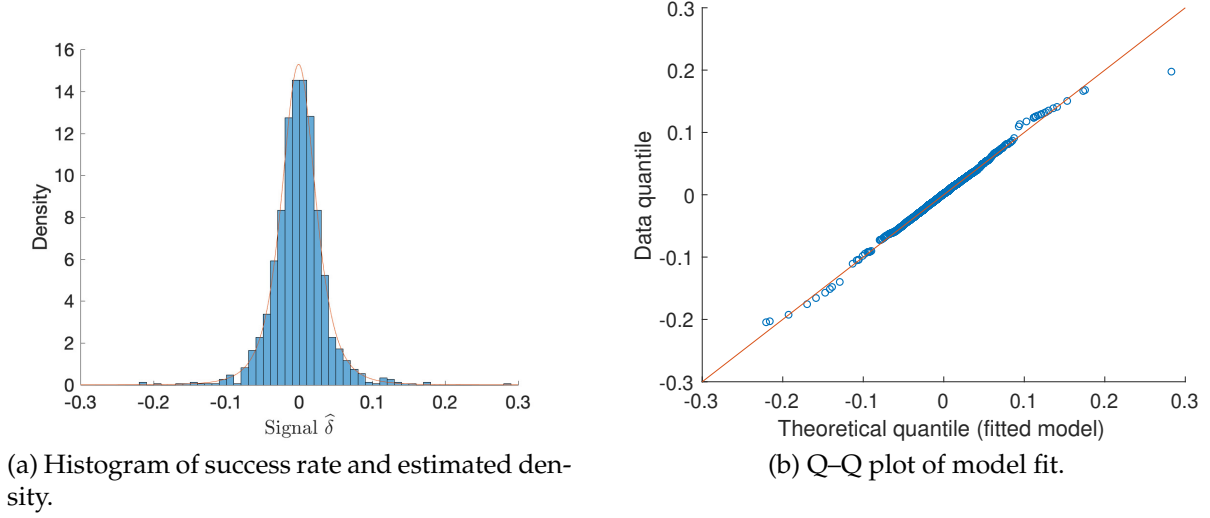 16
14
12
10
8
6
4
2
0
Density
-0.3 -0.2 -0.1 0 0.1 0.2 0.3
Signal δ̂
(a) Histogram of success rate and estimated den-
sity.
0.3
0.2
0.1
0
-0.1
-0.2
-0.3
Data quantile
-0.3 -0.2 -0.1 0 0.1 0.2 0.3
Theoretical quantile (fitted model)
(b) Q–Q plot of model fit.